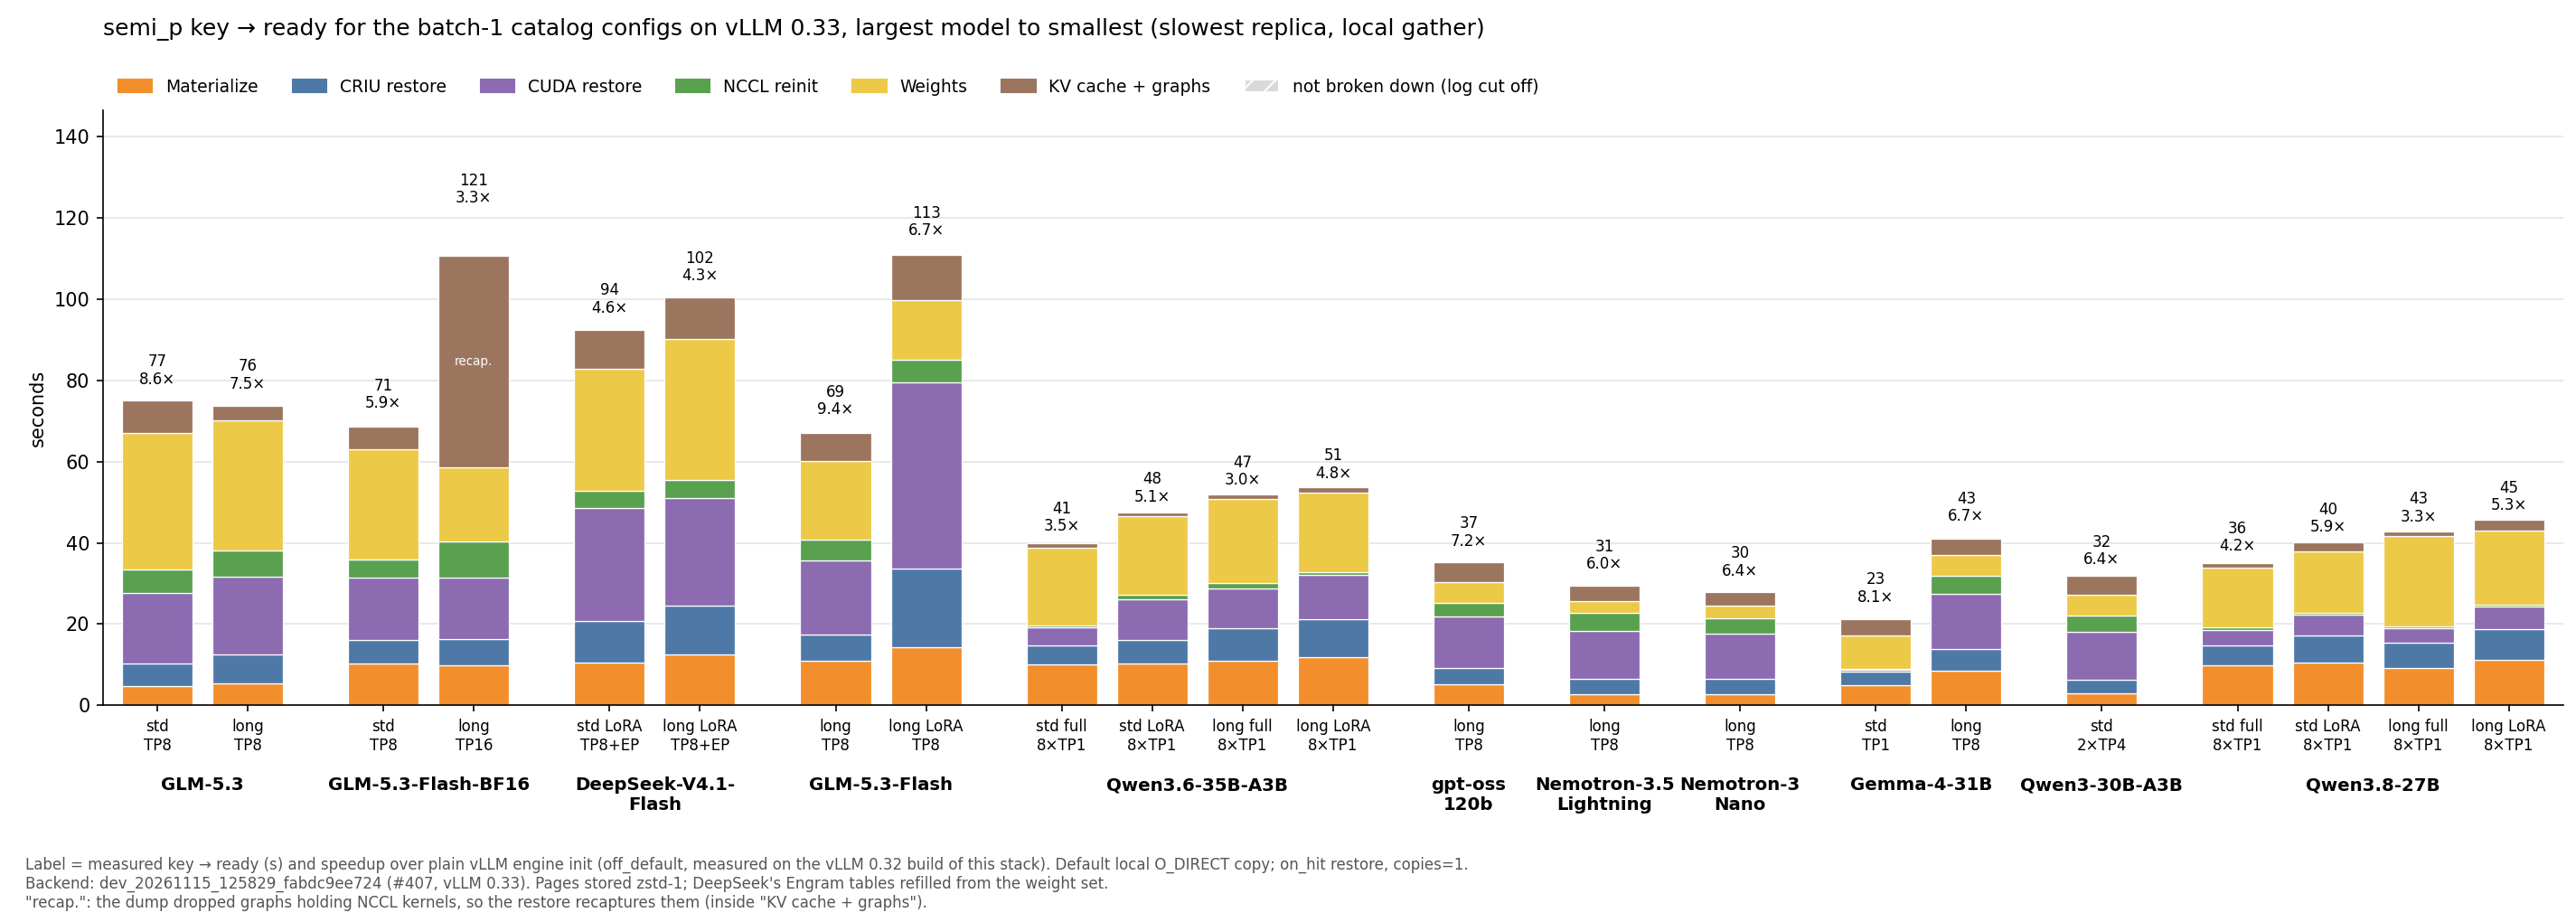 semi_p key → ready for the batch-1 catalog configs on vLLM 0.33, largest model to smallest (slowest replica, local gather)
Materialize CRIU restore CUDA restore NCCL reinit Weights KV cache + graphs not broken down (log cut off)
seconds
140
120
100
80
60
40
20
0
77
8.6×
76
7.5×
71
5.9×
121
3.3×
recap.
94
4.6×
102
4.3×
69
9.4×
113
6.7×
41
3.5×
48
5.1×
47
3.0×
51
4.8×
37
7.2×
31
6.0×
30
6.4×
23
8.1×
43
6.7×
32
6.4×
36
4.2×
40
5.9×
43
3.3×
45
5.3×
std
TP8
long
TP8
std
TP8
long
TP16
std LoRA
TP8+EP
long LoRA
TP8+EP
long
TP8
long LoRA
TP8
std full
8×TP1
std LoRA
8×TP1
long full
8×TP1
long LoRA
8×TP1
long
TP8
long
TP8
long
TP8
std
TP1
long
TP8
std
2×TP4
std full
8×TP1
std LoRA
8×TP1
long full
8×TP1
long LoRA
8×TP1
GLM-5.3
GLM-5.3-Flash-BF16
DeepSeek-V4.1-
Flash
GLM-5.3-Flash
Qwen3.6-35B-A3B
gpt-oss
120b
Nemotron-3.5
Lightning
Nemotron-3
Nano
Gemma-4-31B
Qwen3-30B-A3B
Qwen3.8-27B
Label = measured key → ready (s) and speedup over plain vLLM engine init (off_default, measured on the vLLM 0.32 build of this stack). Default local O_DIRECT copy; on_hit restore, copies=1.
Backend: dev_20261115_125829_fabdc9ee724 (#407, vLLM 0.33). Pages stored zstd-1; DeepSeek's Engram tables refilled from the weight set.
"recap.": the dump dropped graphs holding NCCL kernels, so the restore recaptures them (inside "KV cache + graphs").